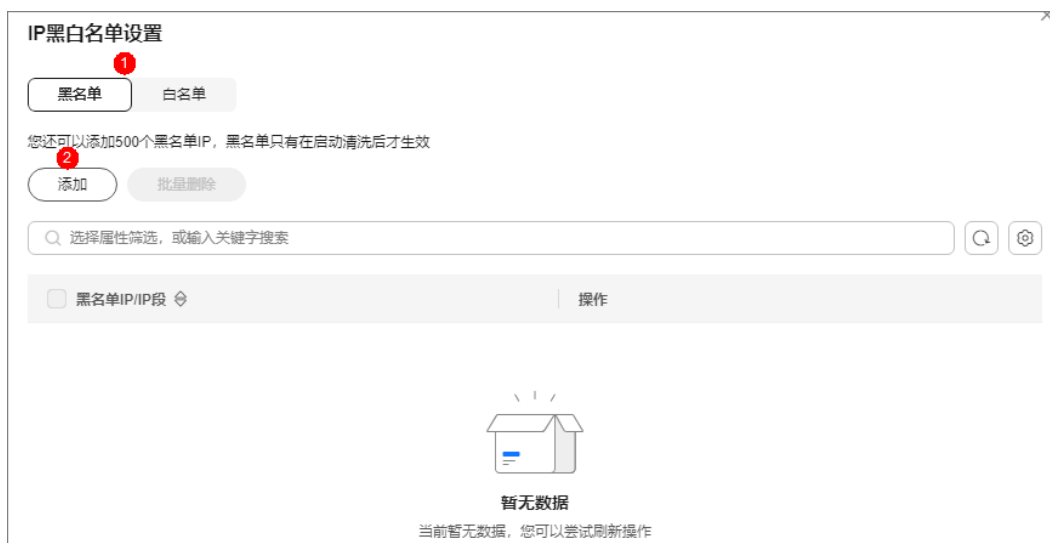 IP黑白名单设置
1
黑名单 白名单
您还可以添加500个黑名单IP，黑名单只有在启动清洗后才生效
2
添加 批量删除
选择属性筛选，或输入关键字搜索
黑名单IP/IP段 操作
暂无数据
当前暂无数据，您可以尝试刷新操作